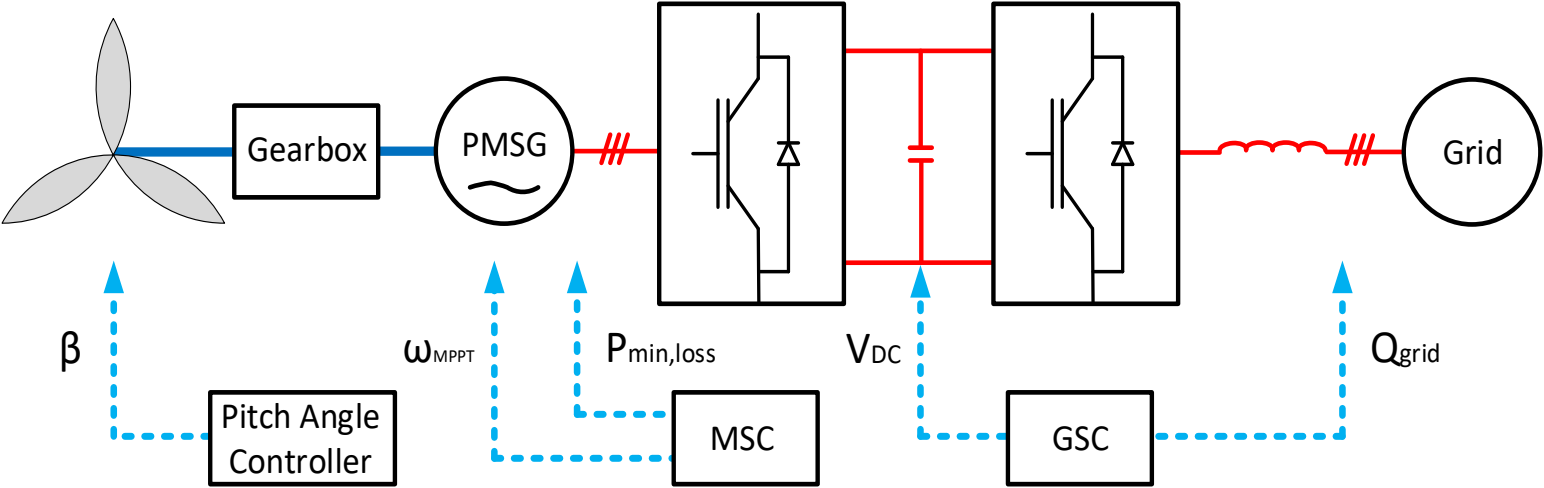 Gearbox
PMSG
Grid
β
ωMPPT
Pmin,loss
VDC
Qgrid
Pitch Angle
Controller
MSC
GSC